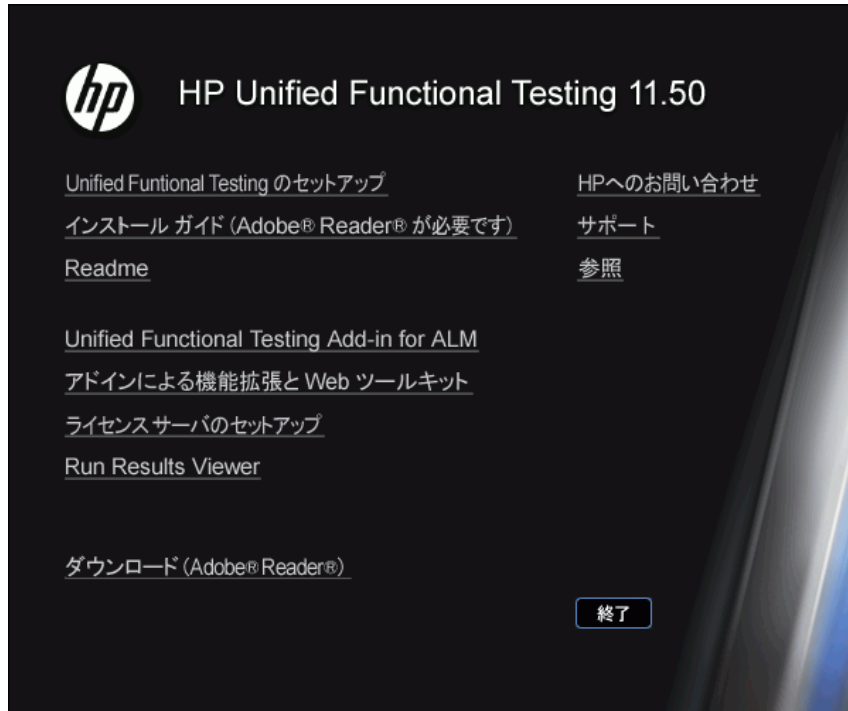 hp
HP Unified Functional Testing 11.50
Unified Funtional Testing のセットアップ
インストール ガイド (Adobe® Reader® が必要です)
Readme
HPへのお問い合わせ
サポート
参照
Unified Functional Testing Add-in for ALM
アドインによる機能拡張と Web ツールキット
ライセンス サーバのセットアップ
Run Results Viewer
ダウンロード (Adobe® Reader®)
終了